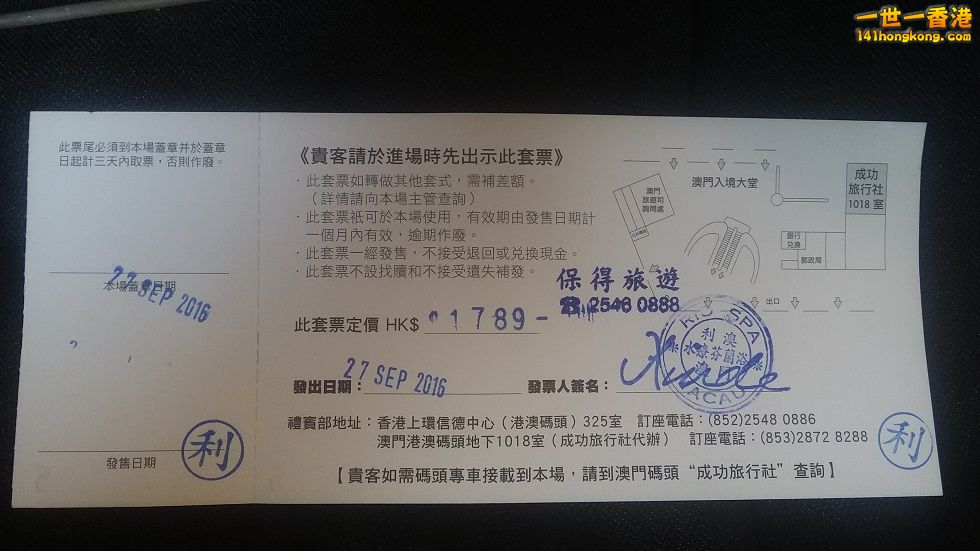 一世一香港
141hongkong.com
此票尾必須到本場蓋章并於蓋章
日起計三天內取票，否則作廢。
本場蓋章日期
27 SEP 2016
發售日期
利
《貴客請於進場時先出示此套票》
·此套票如轉做其他套式，需補差額。
（詳情請向本場主管查詢）
·此套票祇可於本場使用，有效期由發售日期計
一個月內有效，逾期作廢。
·此套票一經發售，不接受退回或兌換現金。
·此套票不設找贖和不接受遺失補發。
澳門入境大堂
澳門
旅遊司
詢問處
成功
旅行社
1018 室
銀行
兌換
郵政局
出口
保得旅遊
☎ 2546 0888
此套票定價 HK$ 1789-
RIO SPA
利澳
水療芬蘭浴
MACAU
發出日期：27 SEP 2016 發票人簽名：
禮賓部地址：香港上環信德中心（港澳碼頭）325室 訂座電話：(852)2548 0886
澳門港澳碼頭地下1018室（成功旅行社代辦） 訂座電話：(853)2872 8288
利
【貴客如需碼頭專車接載到本場，請到澳門碼頭“成功旅行社”查詢】